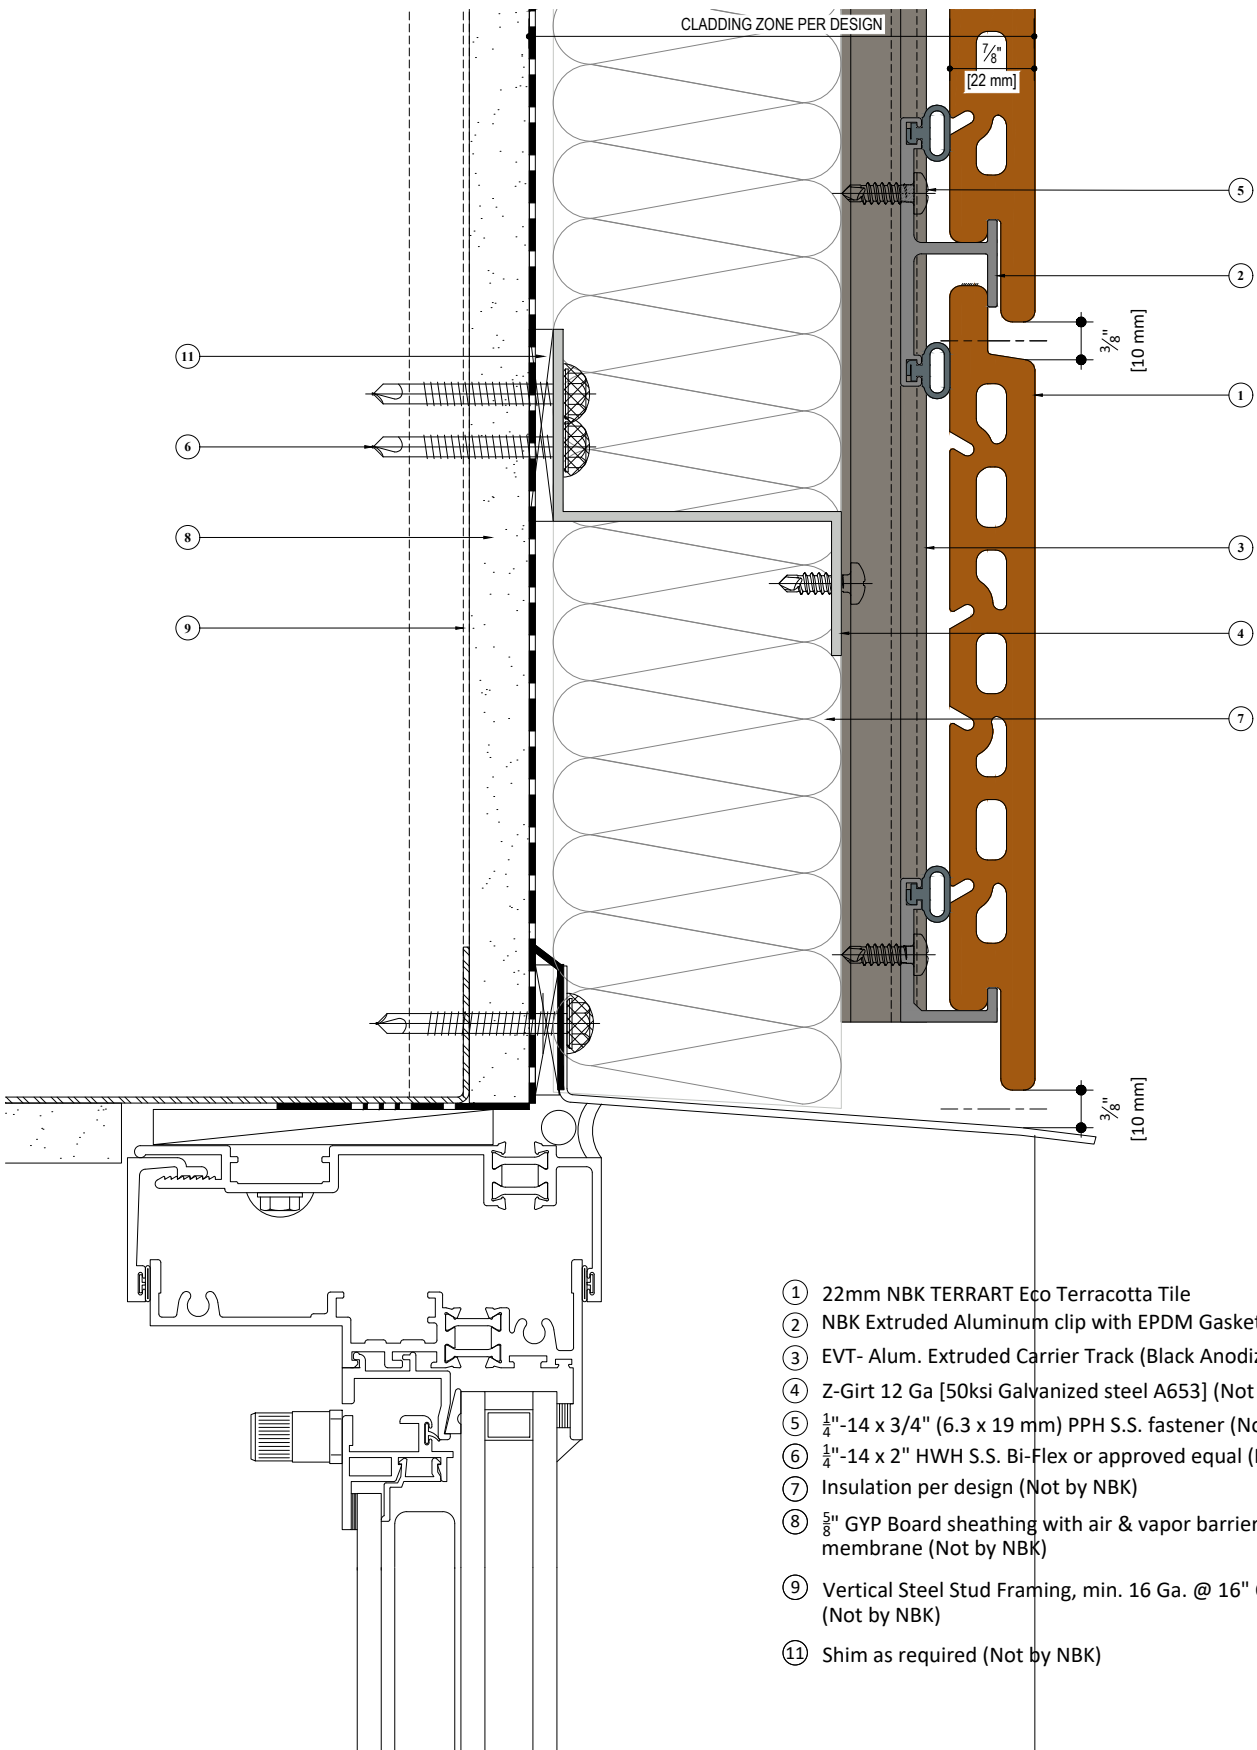 CLADDING ZONE PER DESIGN
7/8"
[22 mm]
5
2
3/8"
[10 mm]
11
1
6
8
3
9
4
7
3/8"
[10 mm]
1 22mm NBK TERRART Eco Terracotta Tile
2 NBK Extruded Aluminum clip with EPDM Gasket
3 EVT- Alum. Extruded Carrier Track (Black Anodiz
4 Z-Girt 12 Ga [50ksi Galvanized steel A653] (Not
5 1/4"-14 x 3/4" (6.3 x 19 mm) PPH S.S. fastener (No
6 1/4"-14 x 2" HWH S.S. Bi-Flex or approved equal (
7 Insulation per design (Not by NBK)
8 5/8" GYP Board sheathing with air & vapor barrier
membrane (Not by NBK)
9 Vertical Steel Stud Framing, min. 16 Ga. @ 16"
(Not by NBK)
11 Shim as required (Not by NBK)